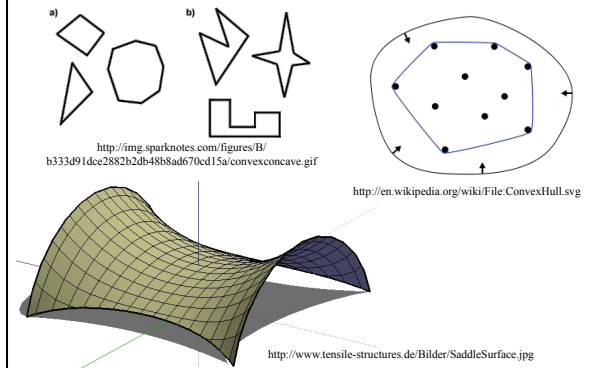 a)
b)
http://img.sparknotes.com/figures/B/
b333d91dce2882b2db48b8ad670cd15a/convexconcave.gif
http://en.wikipedia.org/wiki/File:ConvexHull.svg
http://www.tensile-structures.de/Bilder/SaddleSurface.jpg